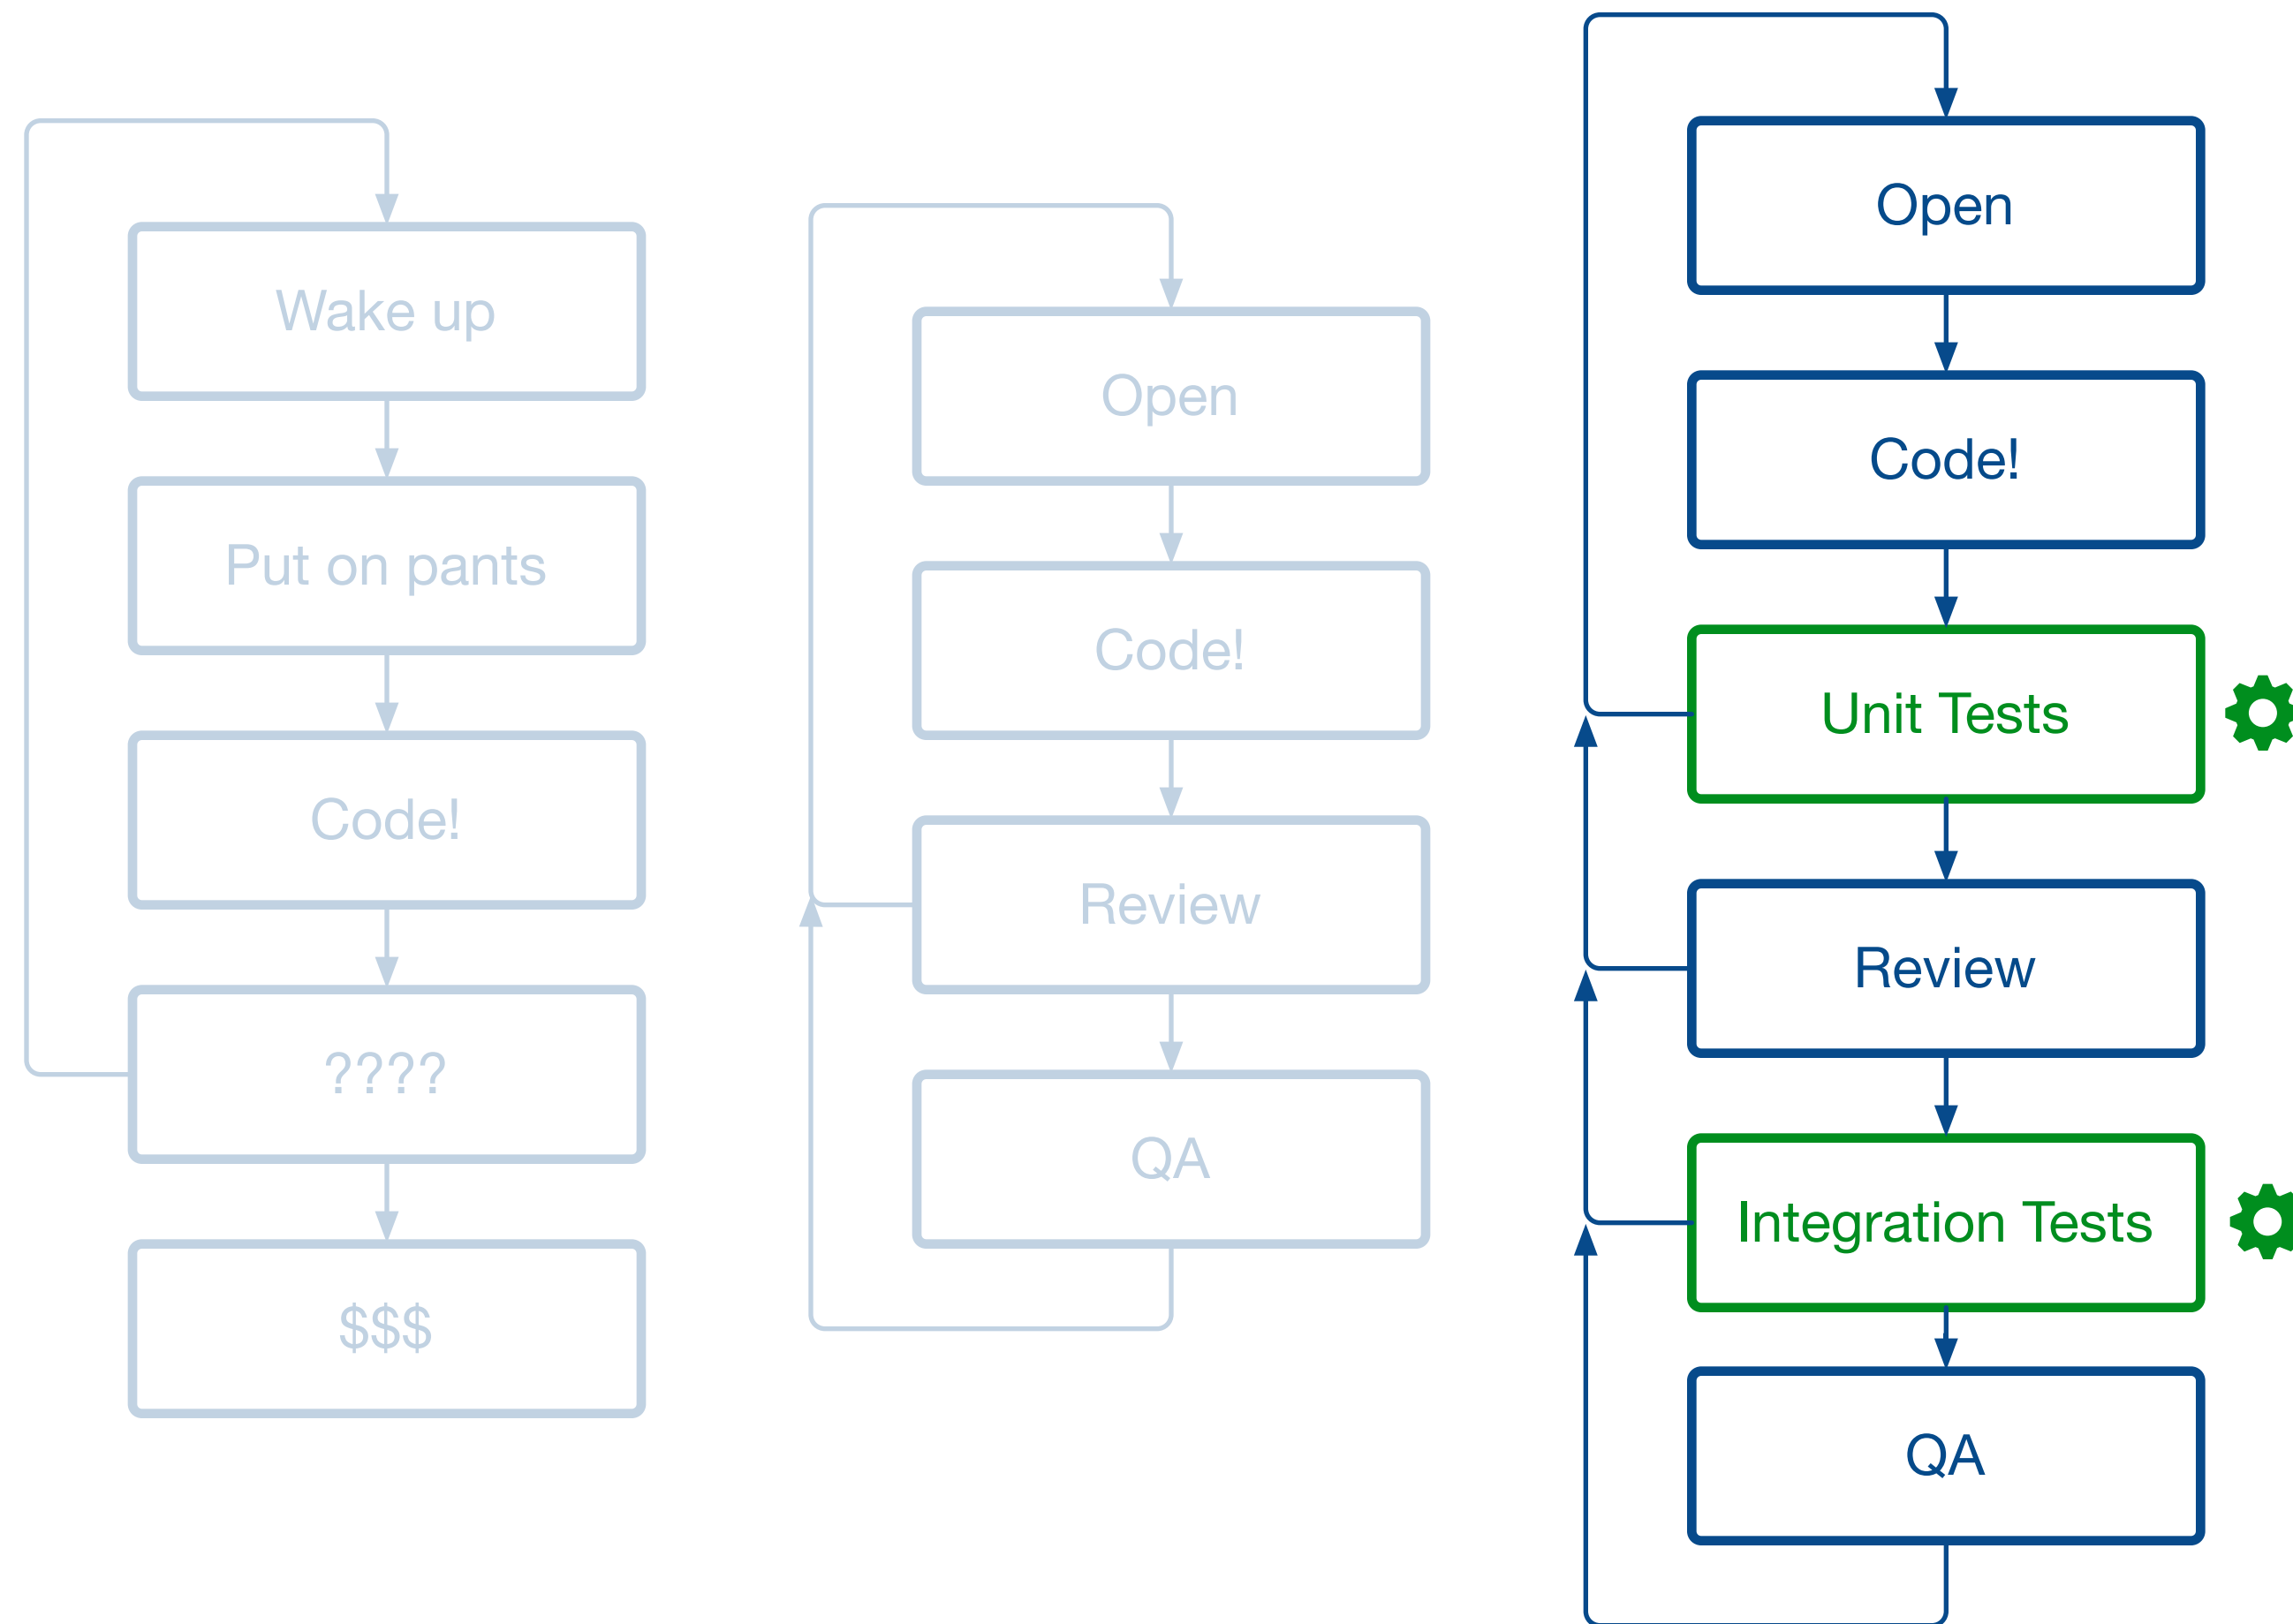 Wake up
Put on pants
Code!
????
$$$
Open
Code!
Review
QA
Open
Code!
Unit Tests
Review
Integration Tests
QA